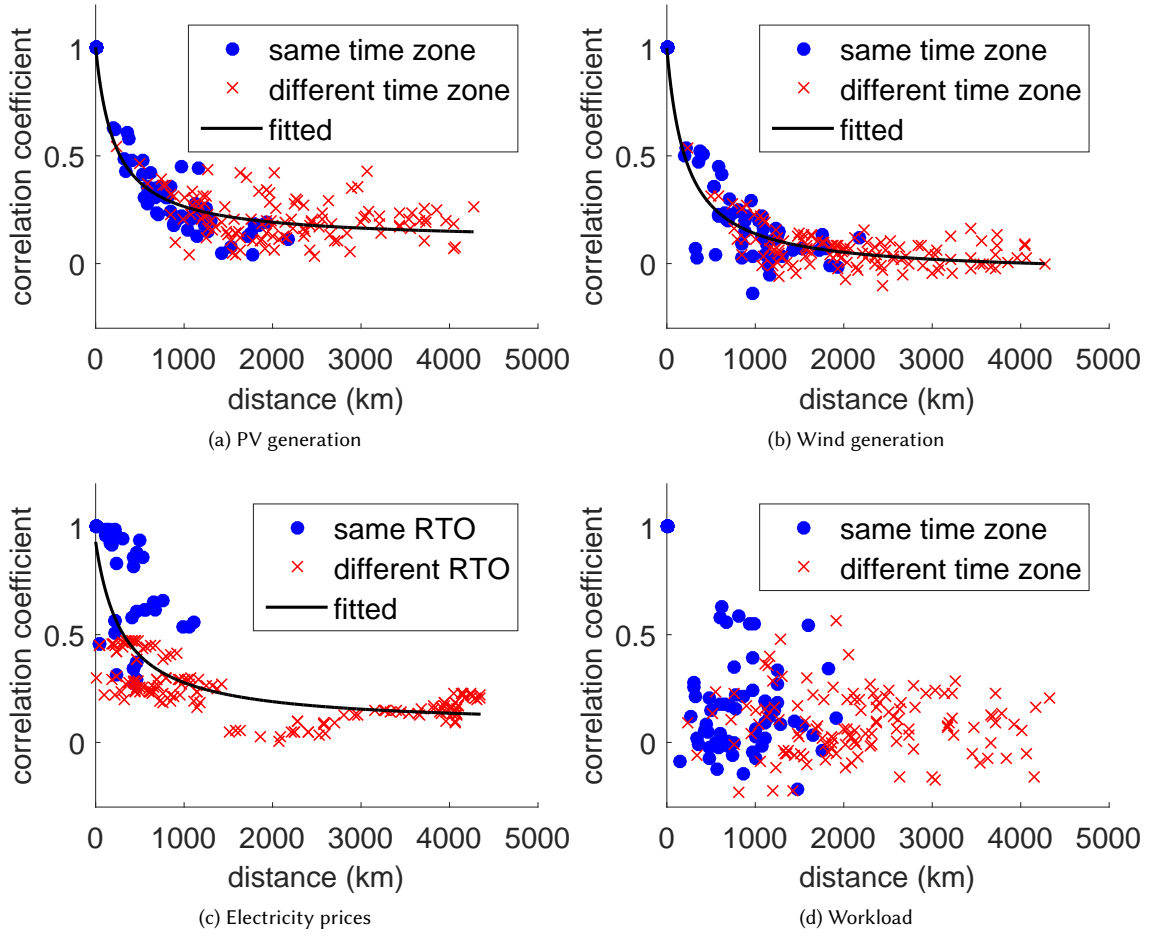 correlation coefficient
1
0.5
0
same time zone
different time zone
fitted
0 1000 2000 3000 4000 5000
distance (km)
(a) PV generation
correlation coefficient
1
0.5
0
same time zone
different time zone
fitted
0 1000 2000 3000 4000 5000
distance (km)
(b) Wind generation
correlation coefficient
1
0.5
0
same RTO
different RTO
fitted
0 1000 2000 3000 4000 5000
distance (km)
(c) Electricity prices
correlation coefficient
1
0.5
0
same time zone
different time zone
0 1000 2000 3000 4000 5000
distance (km)
(d) Workload